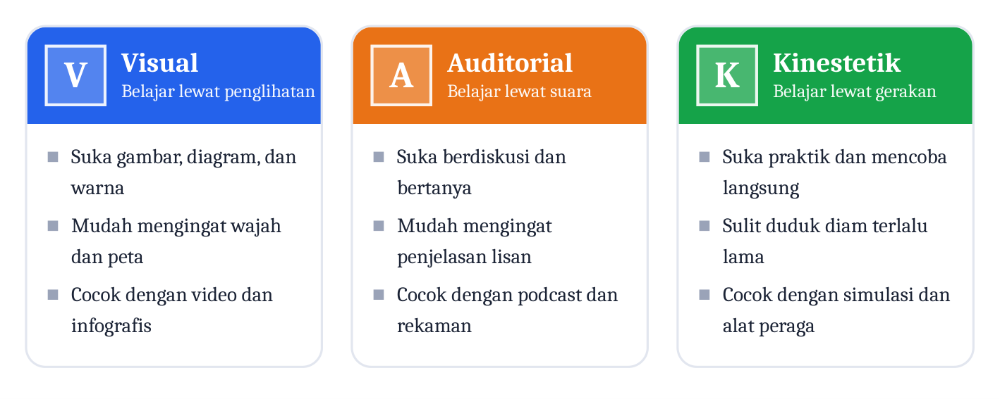 V
Visual
Belajar lewat penglihatan
Suka gambar, diagram, dan
warna
Mudah mengingat wajah
dan peta
Cocok dengan video dan
infografis
A
Auditorial
Belajar lewat suara
Suka berdiskusi dan
bertanya
Mudah mengingat
penjelasan lisan
Cocok dengan podcast dan
rekaman
K
Kinestetik
Belajar lewat gerakan
Suka praktik dan mencoba
langsung
Sulit duduk diam terlalu
lama
Cocok dengan simulasi dan
alat peraga